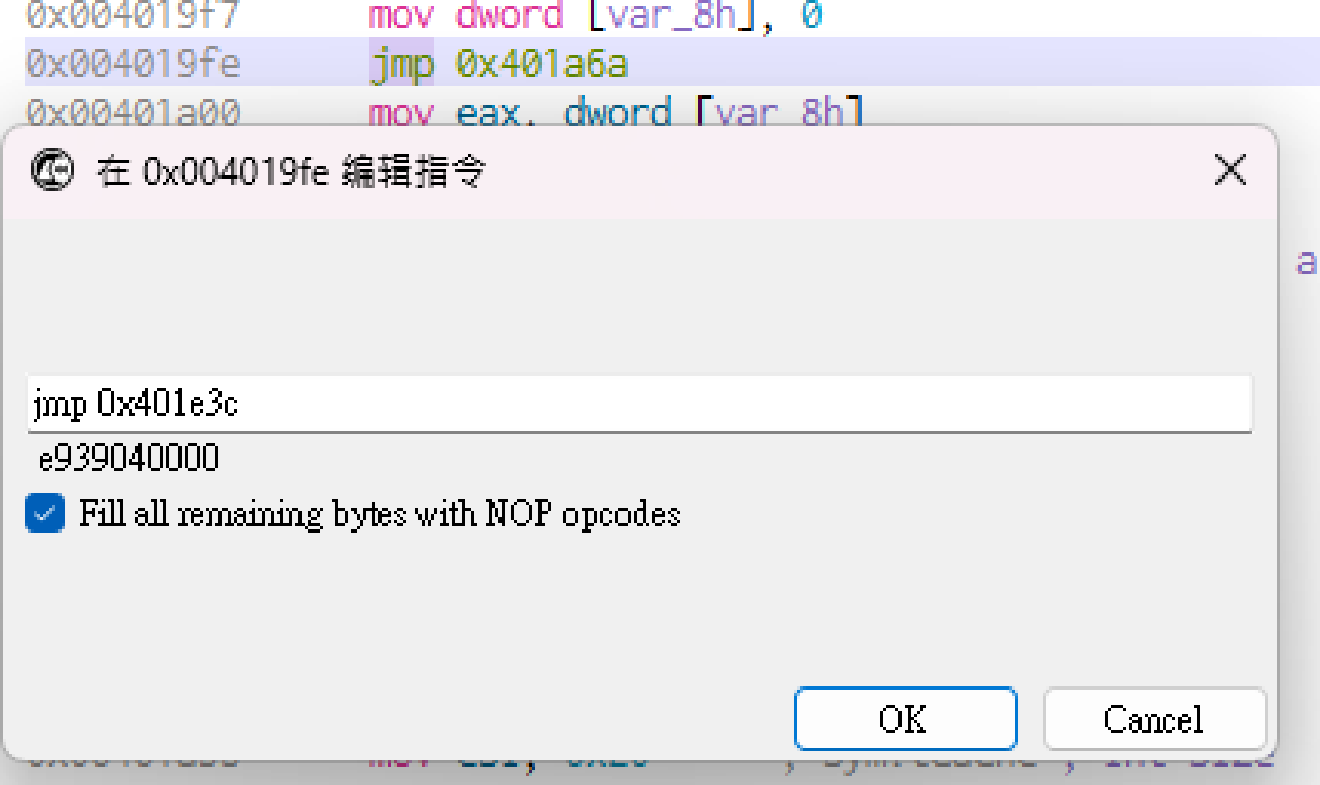 0x004019f7 mov dword [var_8h], 0
0x004019fe jmp 0x401a6a
0x00401a00 mov eax, dword [var_8h]
在 0x004019fe 编辑指令
a
jmp 0x401e3c
e939040000
Fill all remaining bytes with NOP opcodes
OK Cancel